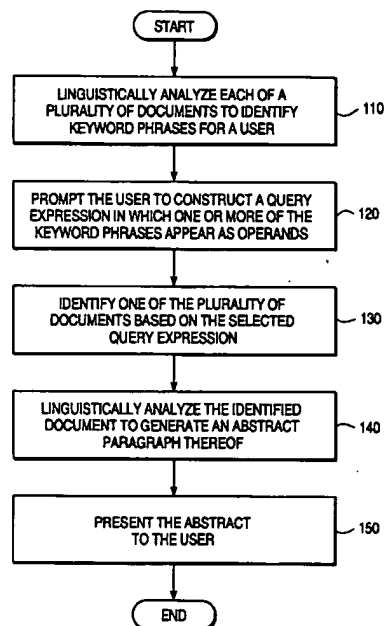 START
LINGUISTICALLY ANALYZE EACH OF A
PLURALITY OF DOCUMENTS TO IDENTIFY
KEYWORD PHRASES FOR A USER
110
PROMPT THE USER TO CONSTRUCT A QUERY
EXPRESSION IN WHICH ONE OR MORE OF THE
KEYWORD PHRASES APPEAR AS OPERANDS
120
IDENTIFY ONE OF THE PLURALITY OF
DOCUMENTS BASED ON THE SELECTED
QUERY EXPRESSION
130
LINGUISTICALLY ANALYZE THE IDENTIFIED
DOCUMENT TO GENERATE AN ABSTRACT
PARAGRAPH THEREOF
140
PRESENT THE ABSTRACT
TO THE USER
150
END